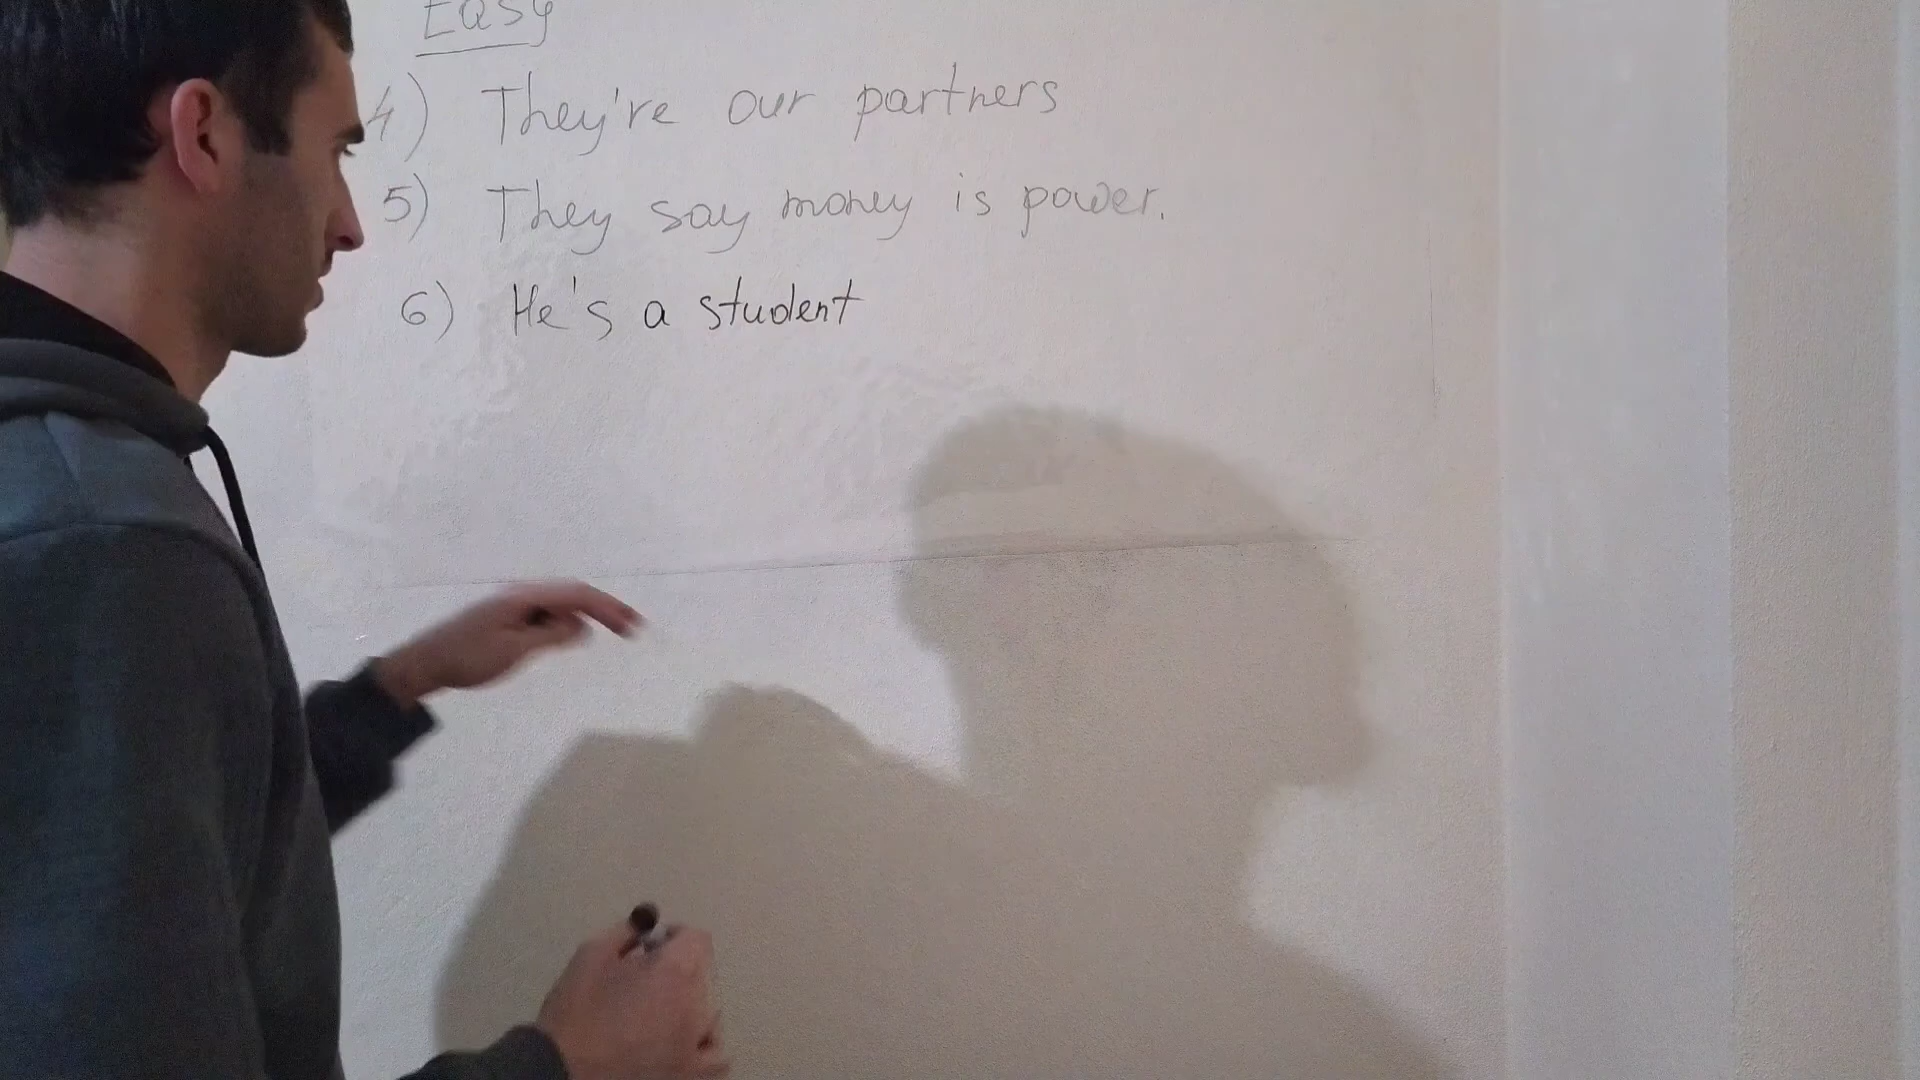 Easy
4) They're our partners
5) They say money is power.
6) He's a student